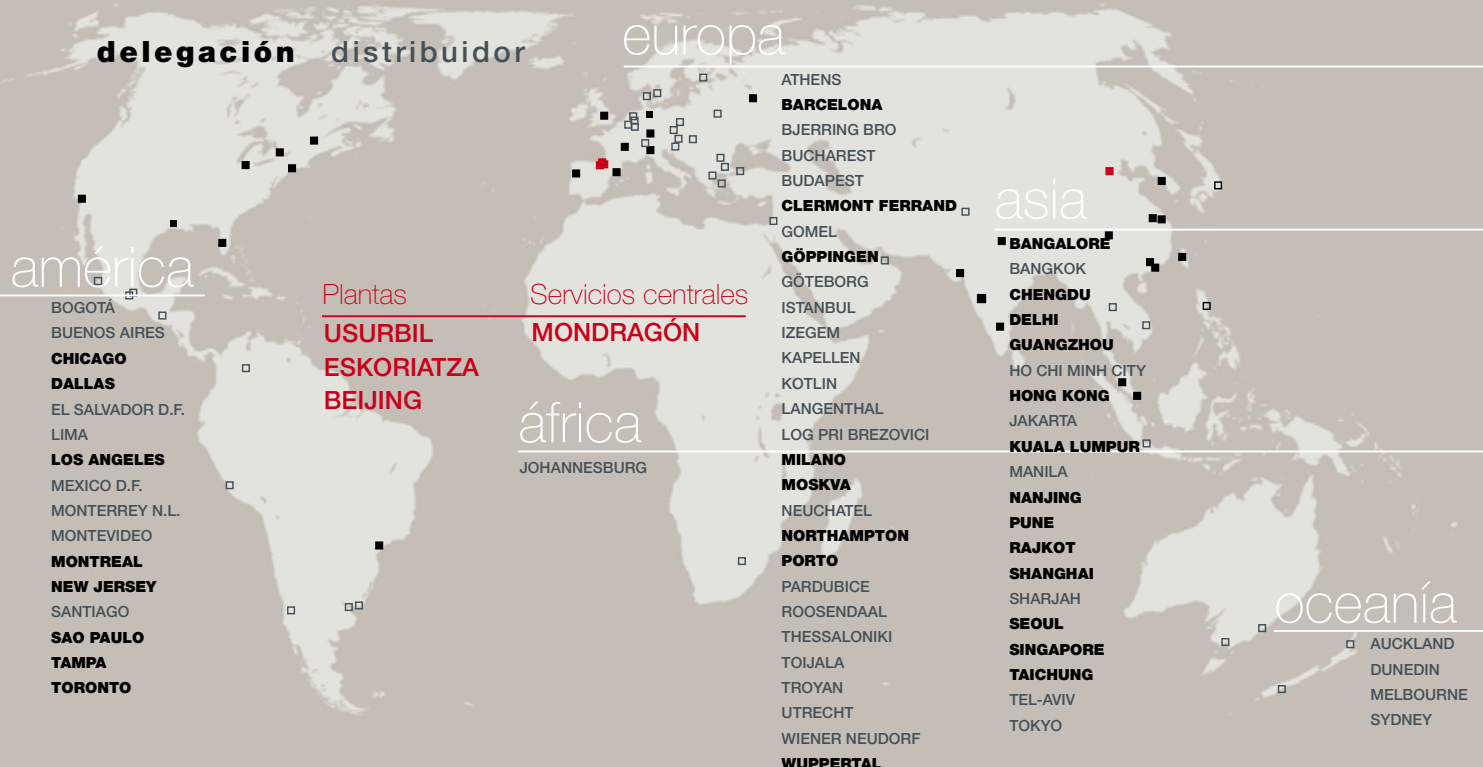 delegación distribuidor
europa
ATHENS
BARCELONA
BJERRING BRO
BUCHAREST
BUDAPEST
CLERMONT FERRAND
GOMEL
GÖPPINGEN
GÖTEBORG
ISTANBUL
IZEGEM
KAPELLEN
KOTLIN
LANGENTHAL
LOG PRI BREZOVICI
MILANO
MOSKVA
NEUCHATEL
NORTHAMPTON
PORTO
PARDUBICE
ROOSENDAAL
THESSALONIKI
TOIJALA
TROYAN
UTRECHT
WIENER NEUDORF
WUPPERTAL
asia
BANGALORE
BANGKOK
CHENGDU
DELHI
GUANGZHOU
HO CHI MINH CITY
HONG KONG
JAKARTA
KUALA LUMPUR
MANILA
NANJING
PUNE
RAJKOT
SHANGHAI
SHARJAH
SEOUL
SINGAPORE
TAICHUNG
TEL-AVIV
TOKYO
américa
BOGOTÁ
BUENOS AIRES
CHICAGO
DALLAS
EL SALVADOR D.F.
LIMA
LOS ANGELES
MEXICO D.F.
MONTERREY N.L.
MONTEVIDEO
MONTREAL
NEW JERSEY
SANTIAGO
SAO PAULO
TAMPA
TORONTO
Plantas
USURBIL
ESKORIATZA
BEIJING
Servicios centrales
MONDRAGÓN
áfrica
JOHANNESBURG
oceanía
AUCKLAND
DUNEDIN
MELBOURNE
SYDNEY